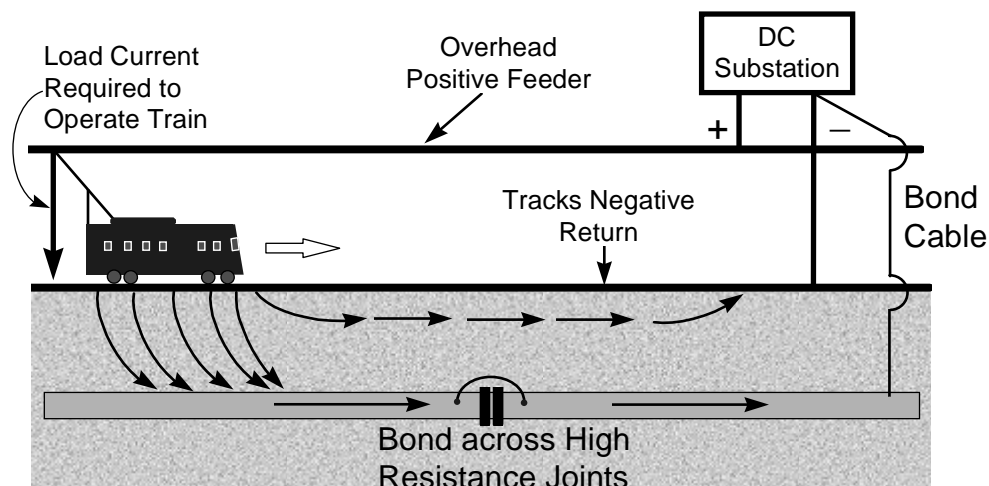 Load Current
Required to
Operate Train
Overhead
Positive Feeder
DC
Substation
+
–
Tracks Negative
Return
Bond
Cable
Bond across High
Resistance Joints